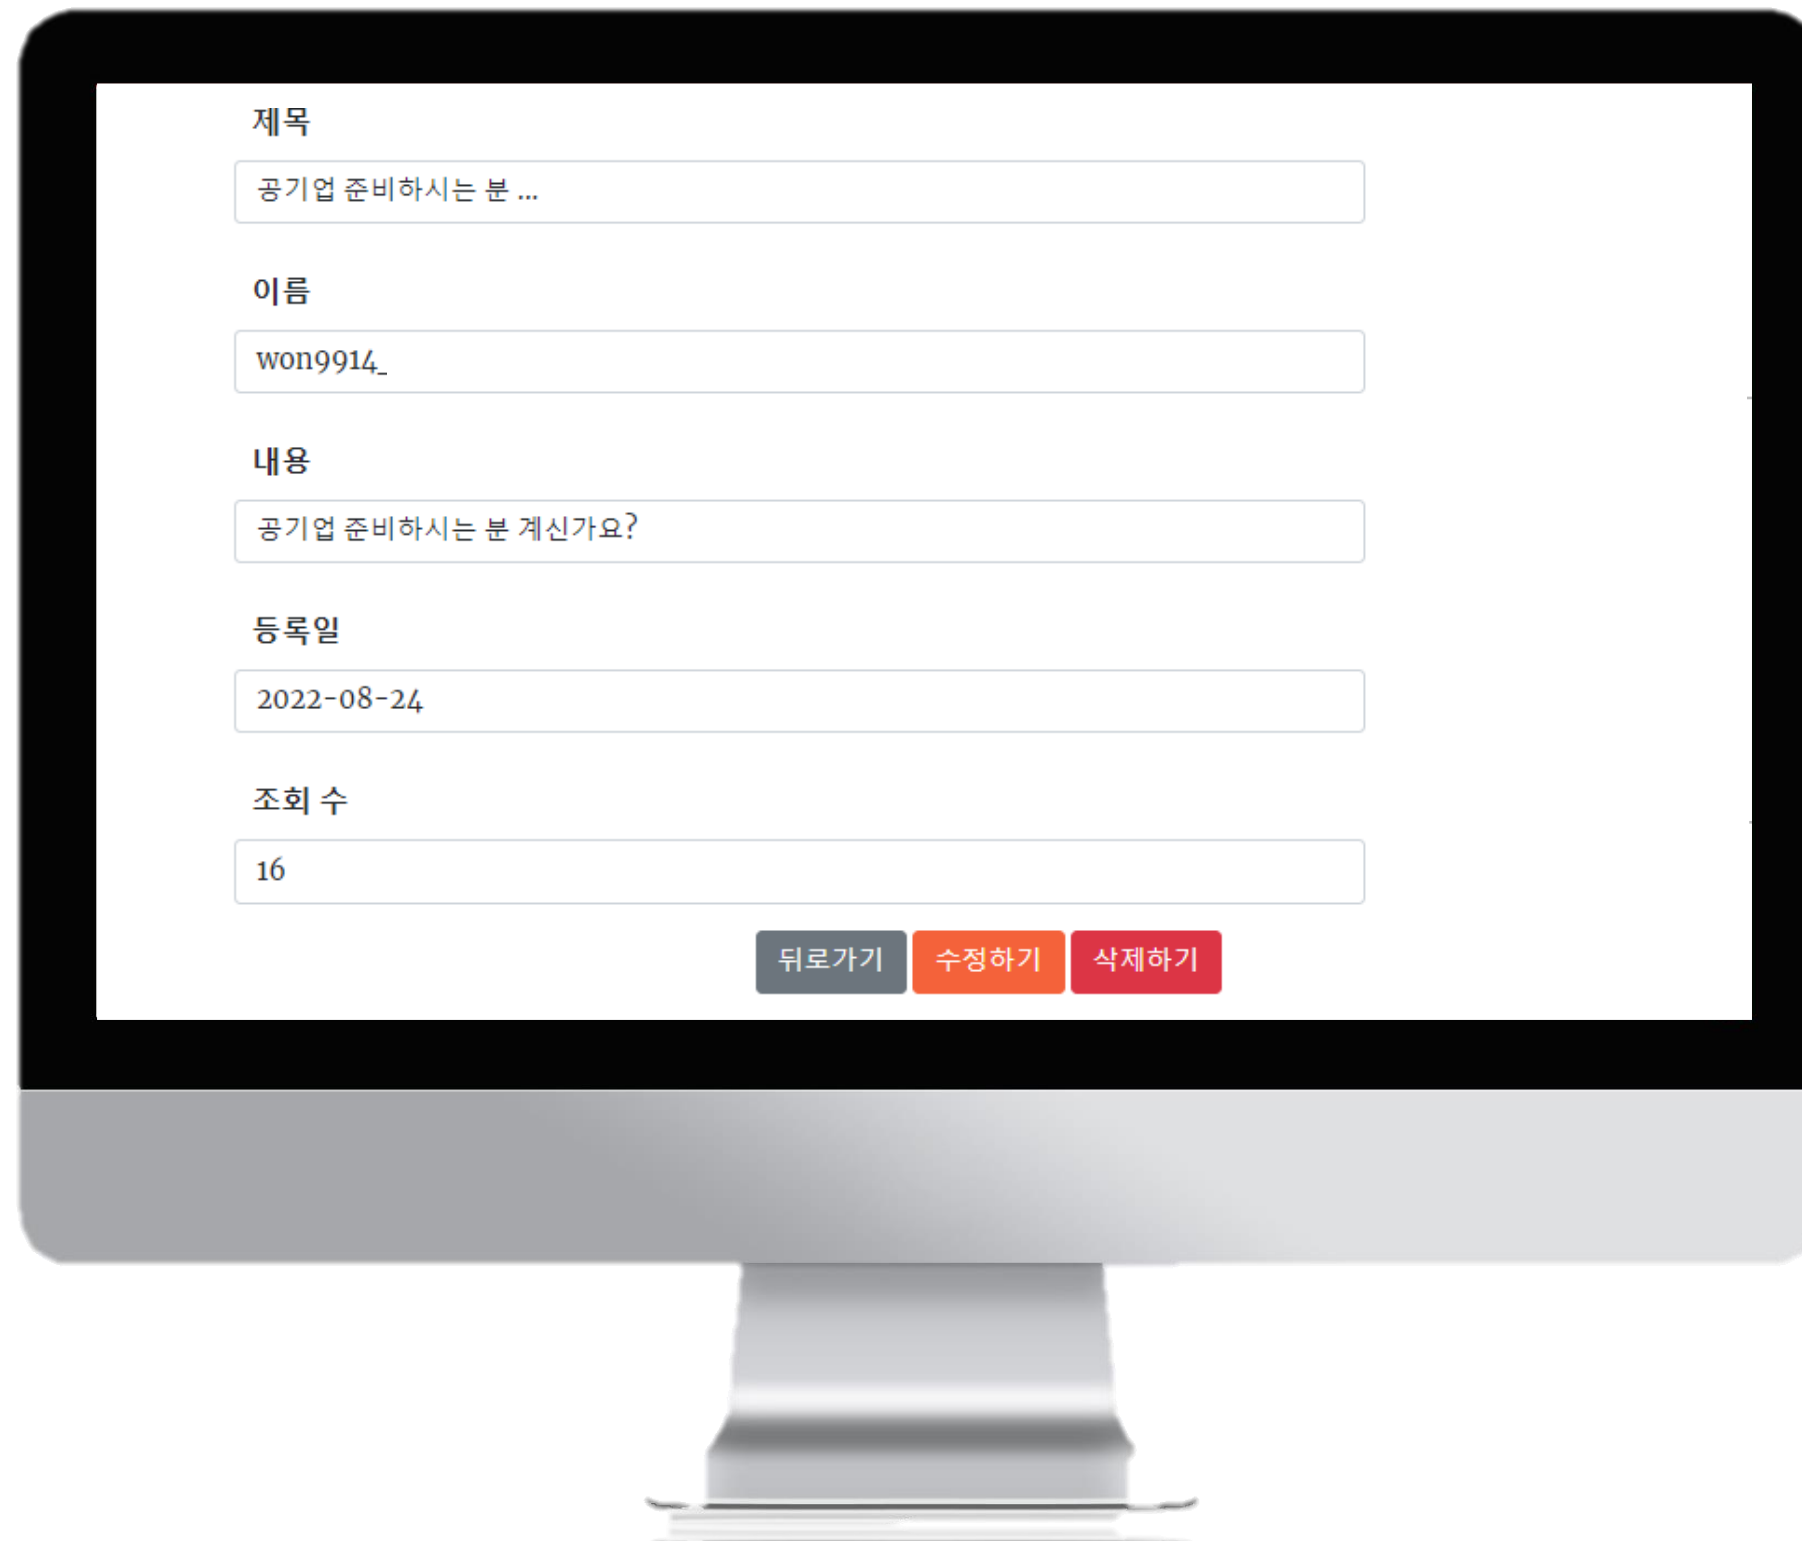 제목
공기업 준비하시는 분 ...
이름
won9914_
내용
공기업 준비하시는 분 계신가요?
등록일
2022-08-24
조회 수
16
뒤로가기 수정하기 삭제하기